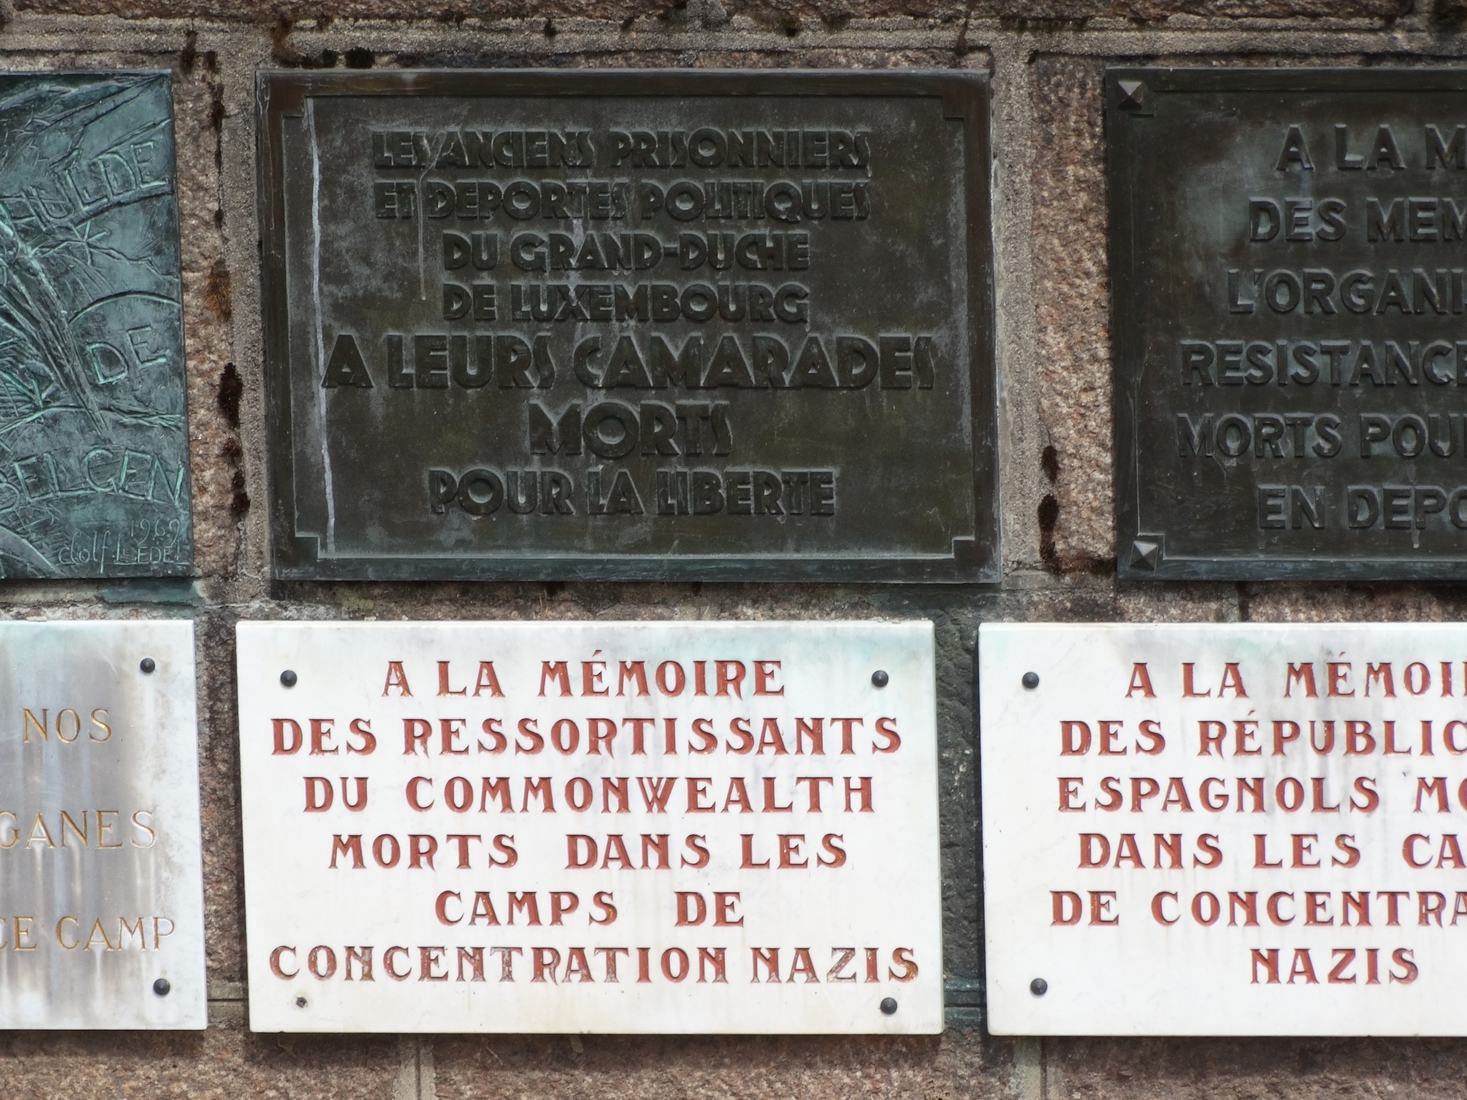 HULDE
DE
BELGEN
1969
LES ANCIENS PRISONNIERS
ET DEPORTES POLITIQUES
DU GRAND-DUCHE
DE LUXEMBOURG
A LEURS CAMARADES
MORTS
POUR LA LIBERTE
A LA M
DES MEM
L'ORGANI
RESISTANCE
MORTS POU
EN DEPO
NOS
GANES
CE CAMP
A LA MÉMOIRE
DES RESSORTISSANTS
DU COMMONWEALTH
MORTS DANS LES
CAMPS DE
CONCENTRATION NAZIS
A LA MÉMOI
DES RÉPUBLIC
ESPAGNOLS MO
DANS LES CA
DE CONCENTRA
NAZIS